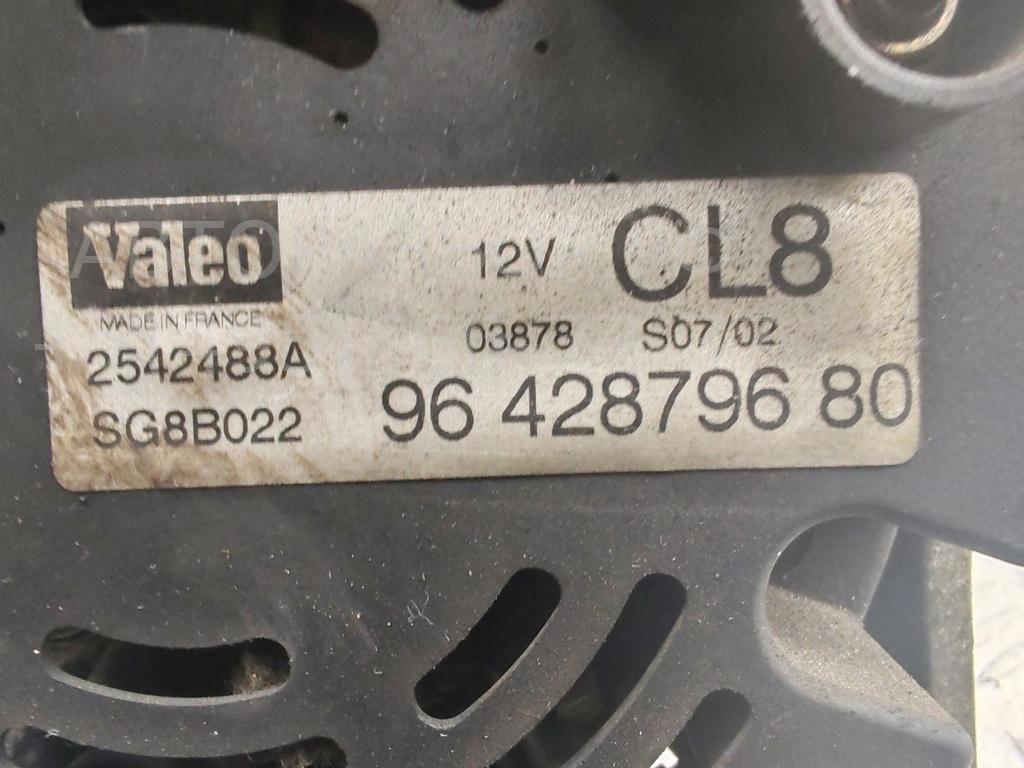 Valeo
MADE IN FRANCE
2542488A
SG8B022
12V CL8
03878 S07/02
96 428796 80